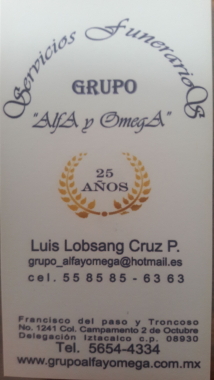 Servicios Funerarios
GRUPO
"AlfA y OmegA"
25
AÑOS
Luis Lobsang Cruz P.
grupo_alfayomega@hotmail.es
cel. 55 85 85 - 63 63
Francisco del paso y Troncoso
No. 1241 Col. Campamento 2 de Octubre
Delegación Iztacalco c.p. 08930
Tel. 5654-4334
www.grupoalfayomega.com.mx